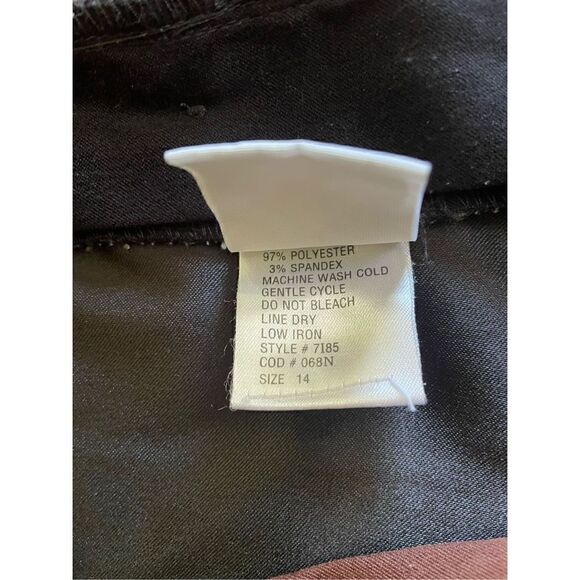 97% POLYESTER
3% SPANDEX
MACHINE WASH COLD
GENTLE CYCLE
DO NOT BLEACH
LINE DRY
LOW IRON
STYLE # 7185
COD # 068N
SIZE 14